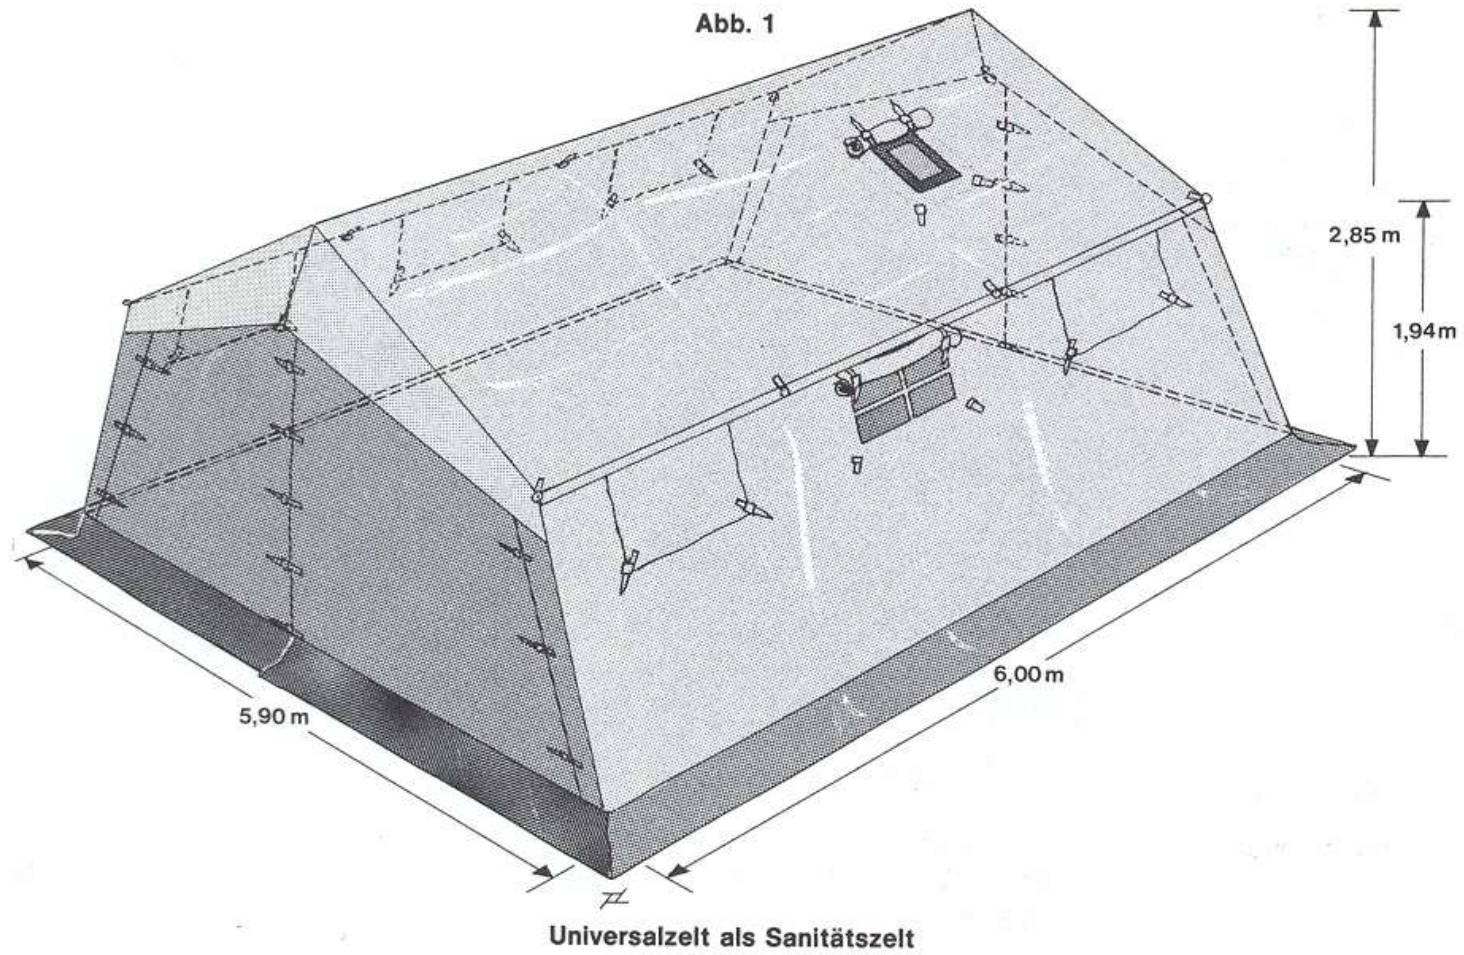 Abb. 1
2,85 m
1,94 m
6,00 m
5,90 m
Universalzelt als Sanitätszelt